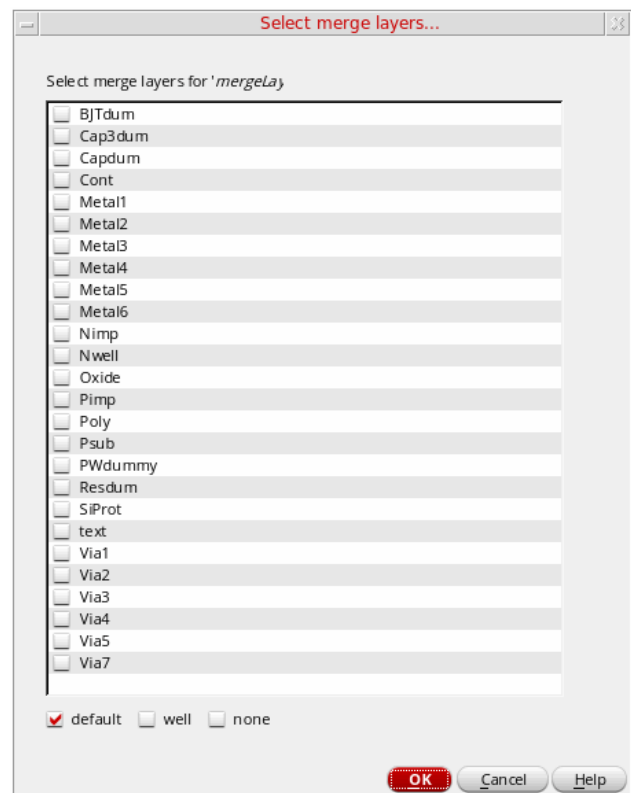 Select merge layers...
Select merge layers for 'mergeLay
BJTdum
Cap3dum
Capdum
Cont
Metal1
Metal2
Metal3
Metal4
Metal5
Metal6
Nimp
Nwell
Oxide
Pimp
Poly
Psub
PWdummy
Resdum
SiProt
text
Via1
Via2
Via3
Via4
Via5
Via7
default well none
OK Cancel Help